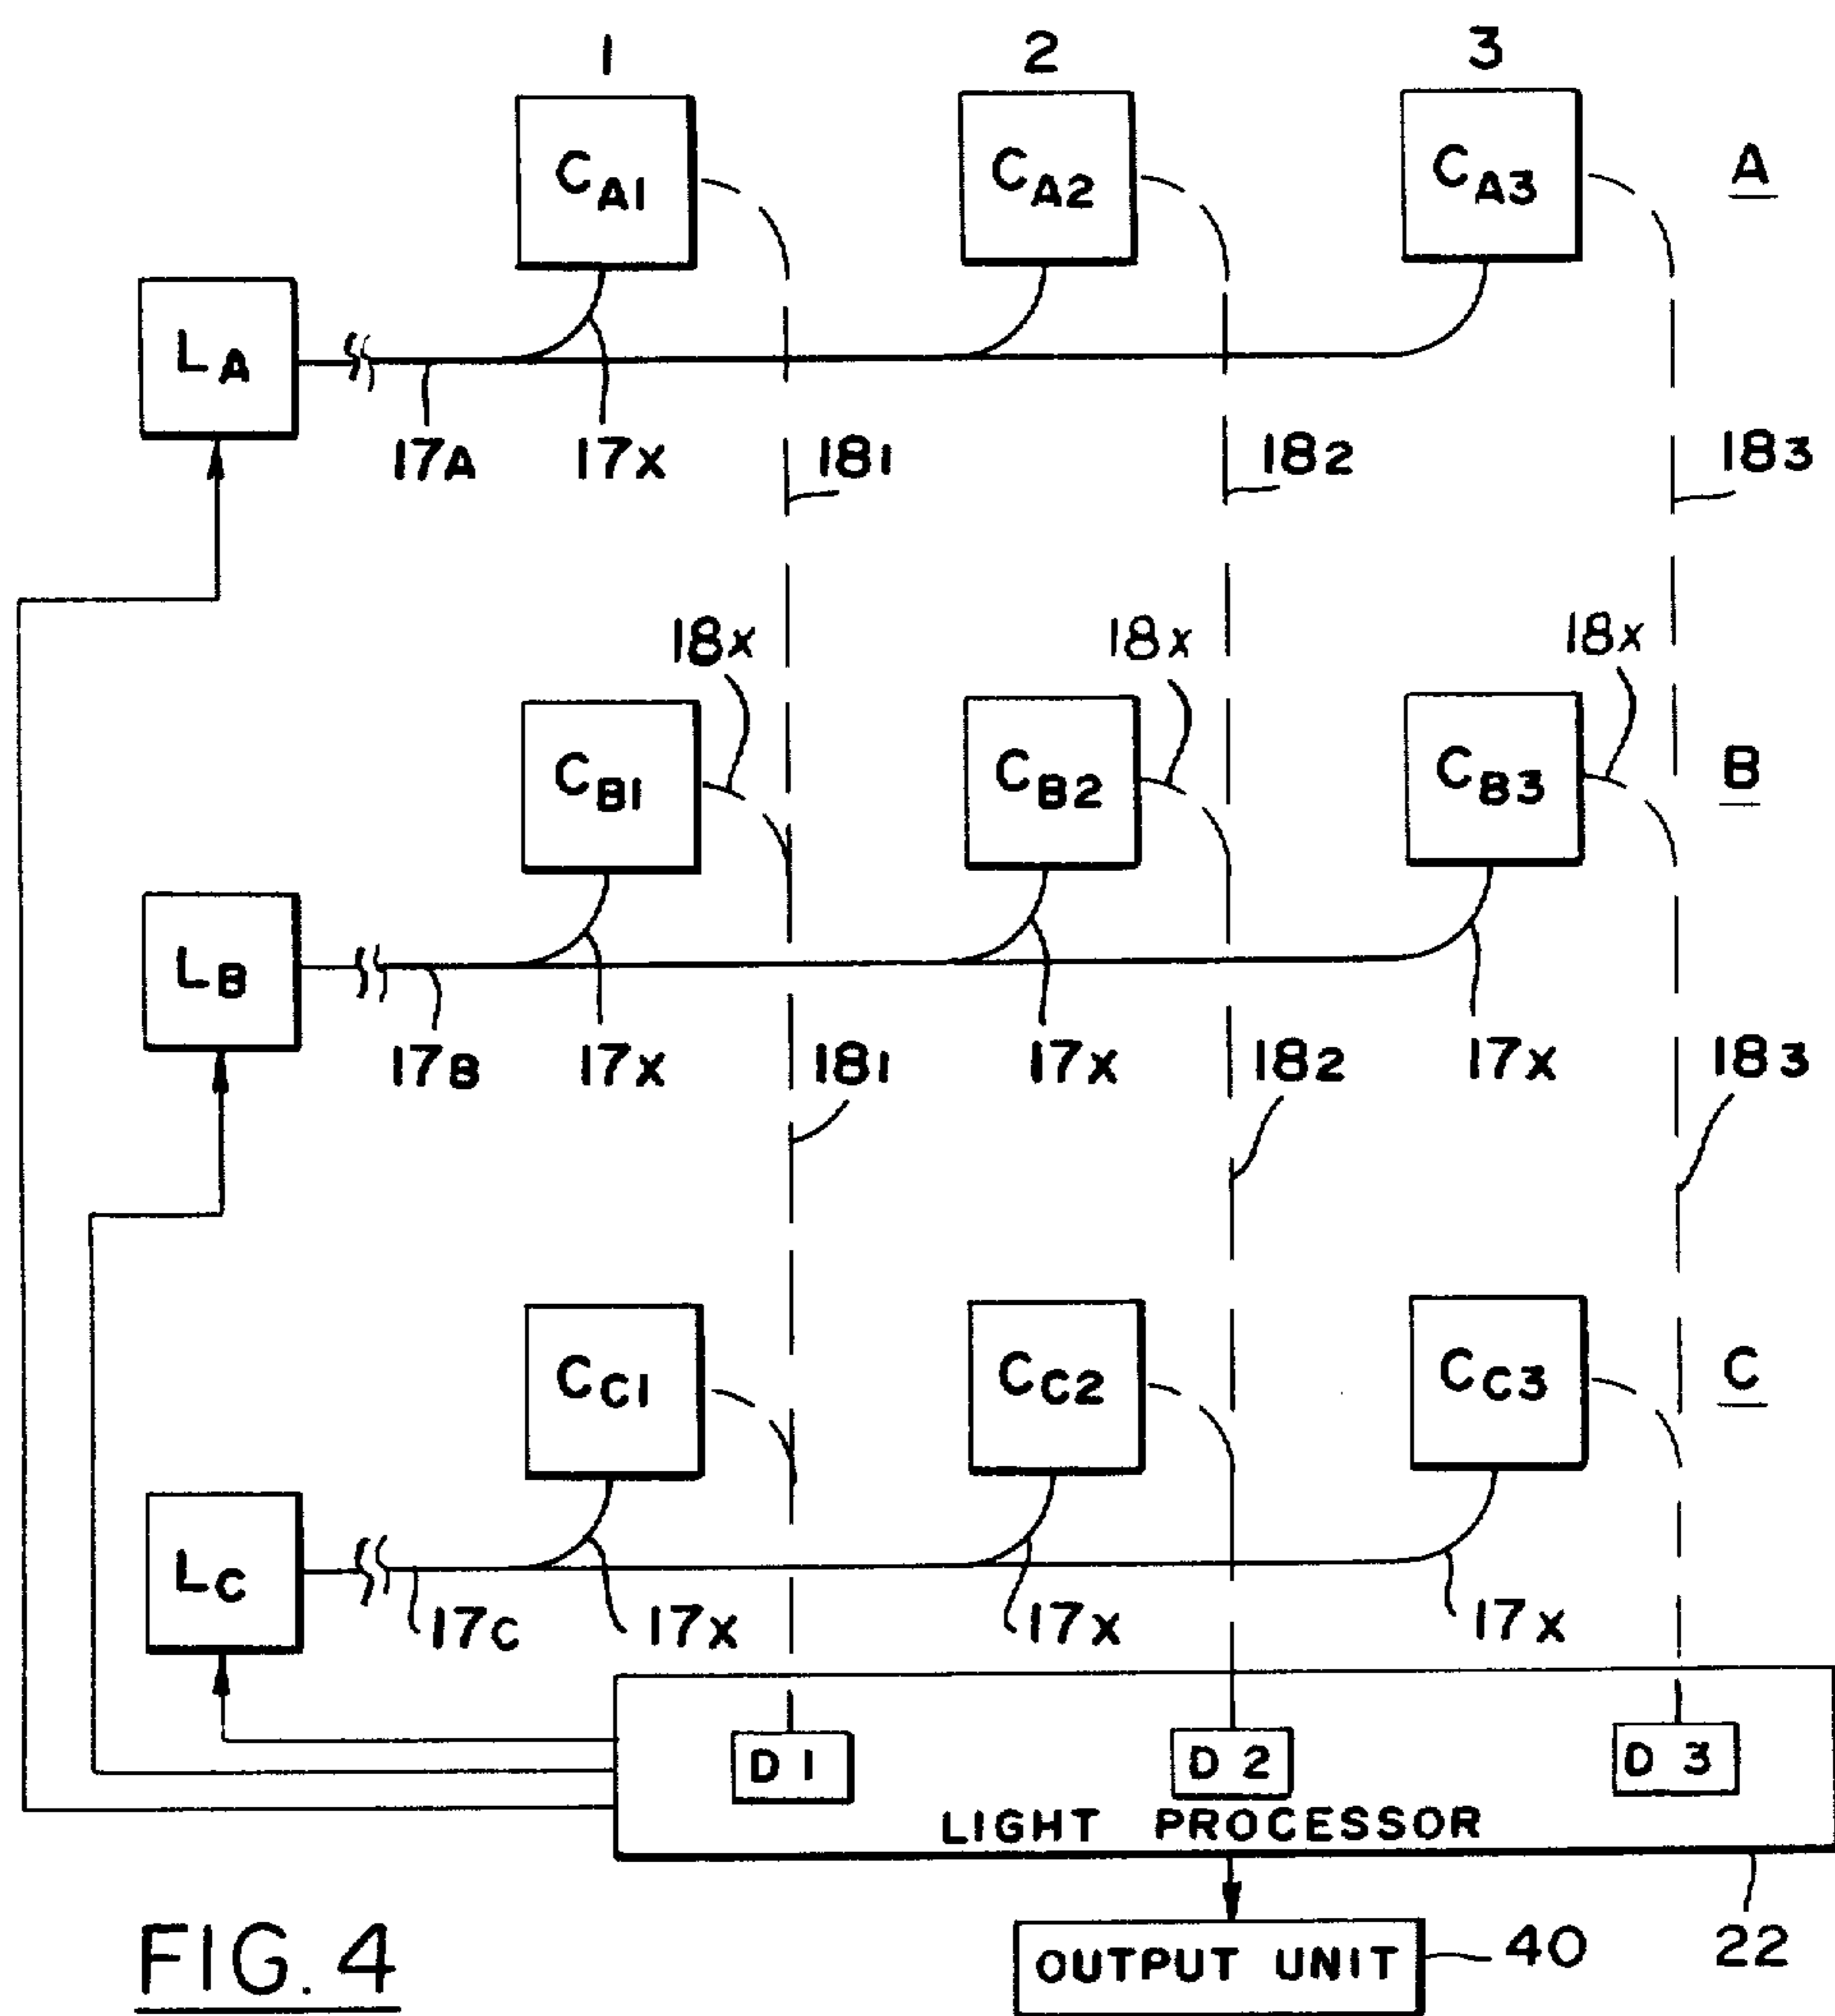 1 2 3
CA1 CA2 CA3 A
LA
17A 17X 181 182 183
18X 18X 18X
CB1 CB2 CB3 B
LB
17B 17X 181 17X 182 17X 183
CC1 CC2 CC3 C
LC
17C 17X 17X 17X
D1 D2 D3
LIGHT PROCESSOR
FIG. 4 OUTPUT UNIT 40 22